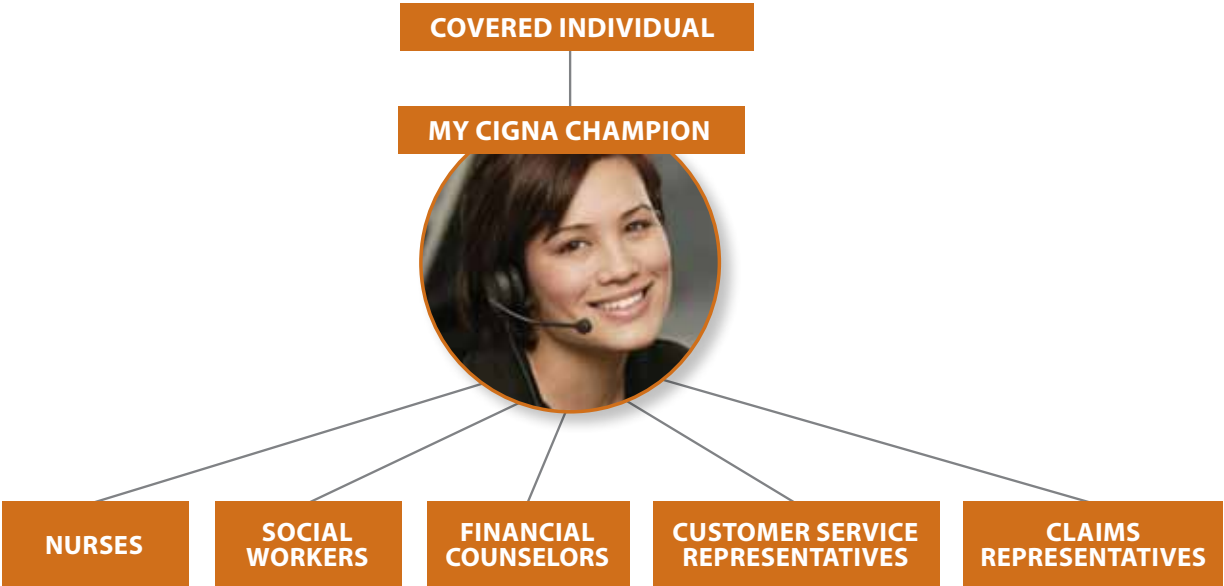 COVERED INDIVIDUAL
MY CIGNA CHAMPION
NURSES
SOCIAL
WORKERS
FINANCIAL
COUNSELORS
CUSTOMER SERVICE
REPRESENTATIVES
CLAIMS
REPRESENTATIVES